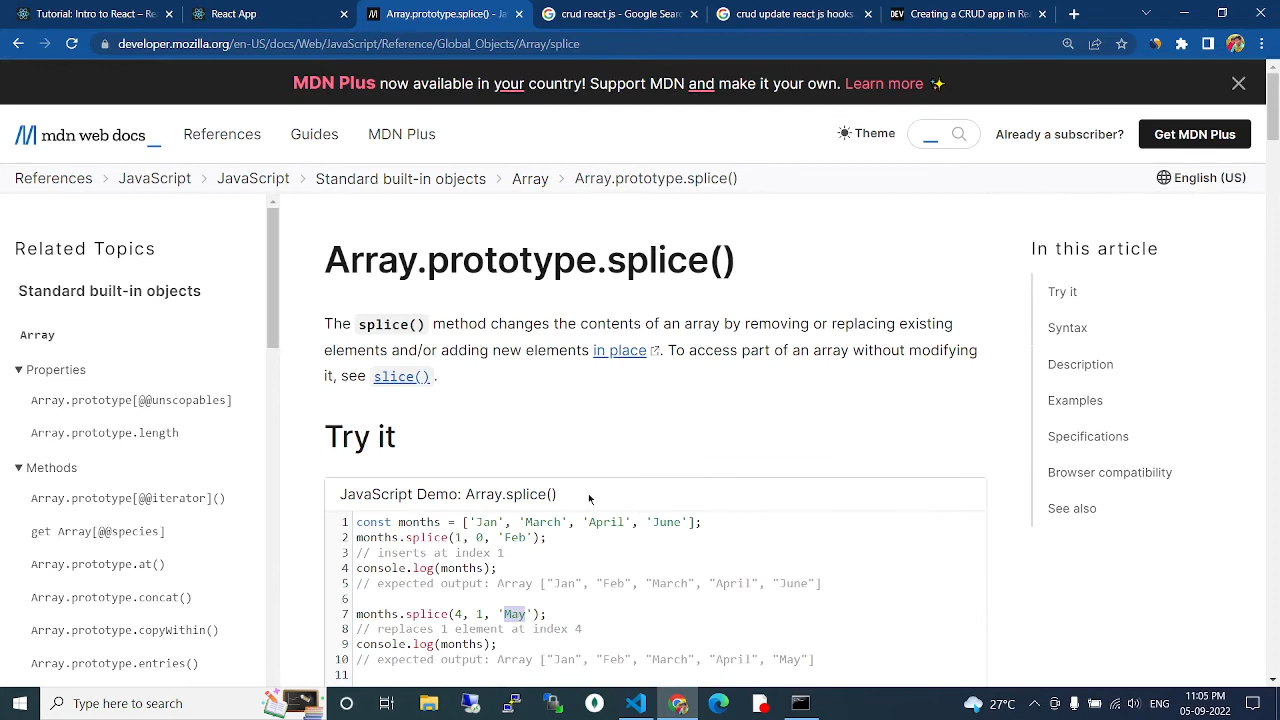 Tutorial: Intro to React – Re
React App
Array.prototype.splice() - Ja
crud react js - Google Search
crud update react js hooks
DEV
Creating a CRUD app in Re
developer.mozilla.org/en-US/docs/Web/JavaScript/Reference/Global_Objects/Array/splice
MDN Plus now available in your country! Support MDN and make it your own. Learn more ✨
mdn web docs_
References
Guides
MDN Plus
Theme
Already a subscriber?
Get MDN Plus
References > JavaScript > JavaScript > Standard built-in objects > Array > Array.prototype.splice()
English (US)
Related Topics
Standard built-in objects
Array
▼ Properties
Array.prototype[@@unscopables]
Array.prototype.length
▼ Methods
Array.prototype[@@iterator]()
get Array[@@species]
Array.prototype.at()
Array.prototype.concat()
Array.prototype.copyWithin()
Array.prototype.entries()
Array.prototype.splice()
The splice() method changes the contents of an array by removing or replacing existing
elements and/or adding new elements in place. To access part of an array without modifying
it, see slice().
Try it
JavaScript Demo: Array.splice()
1 const months = ['Jan', 'March', 'April', 'June'];
2 months.splice(1, 0, 'Feb');
3 // inserts at index 1
4 console.log(months);
5 // expected output: Array ["Jan", "Feb", "March", "April", "June"]
6
7 months.splice(4, 1, 'May');
8 // replaces 1 element at index 4
9 console.log(months);
10 // expected output: Array ["Jan", "Feb", "March", "April", "May"]
11
In this article
Try it
Syntax
Description
Examples
Specifications
Browser compatibility
See also
Type here to search
27°C
ENG
11:05 PM
05-09-2022